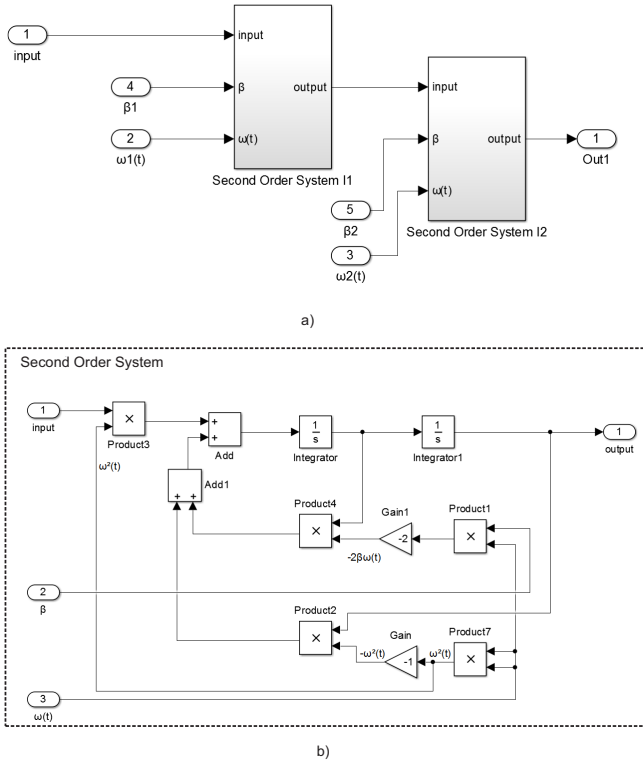 1
input
input
4
β
output
β1
2
ω(t)
ω1(t)
Second Order System I1
input
β
output
1
Out1
ω(t)
5
β2
Second Order System I2
3
ω2(t)
a)
Second Order System
1
input
×
Product3
+
+
Add
1
s
Integrator
1
s
Integrator1
1
output
ω²(t)
Add1
+ +
Product4
×
Gain1
-2
Product1
×
-2βω(t)
2
β
Product2
×
Gain
-1
-ω²(t)
ω²(t)
Product7
×
3
ω(t)
b)